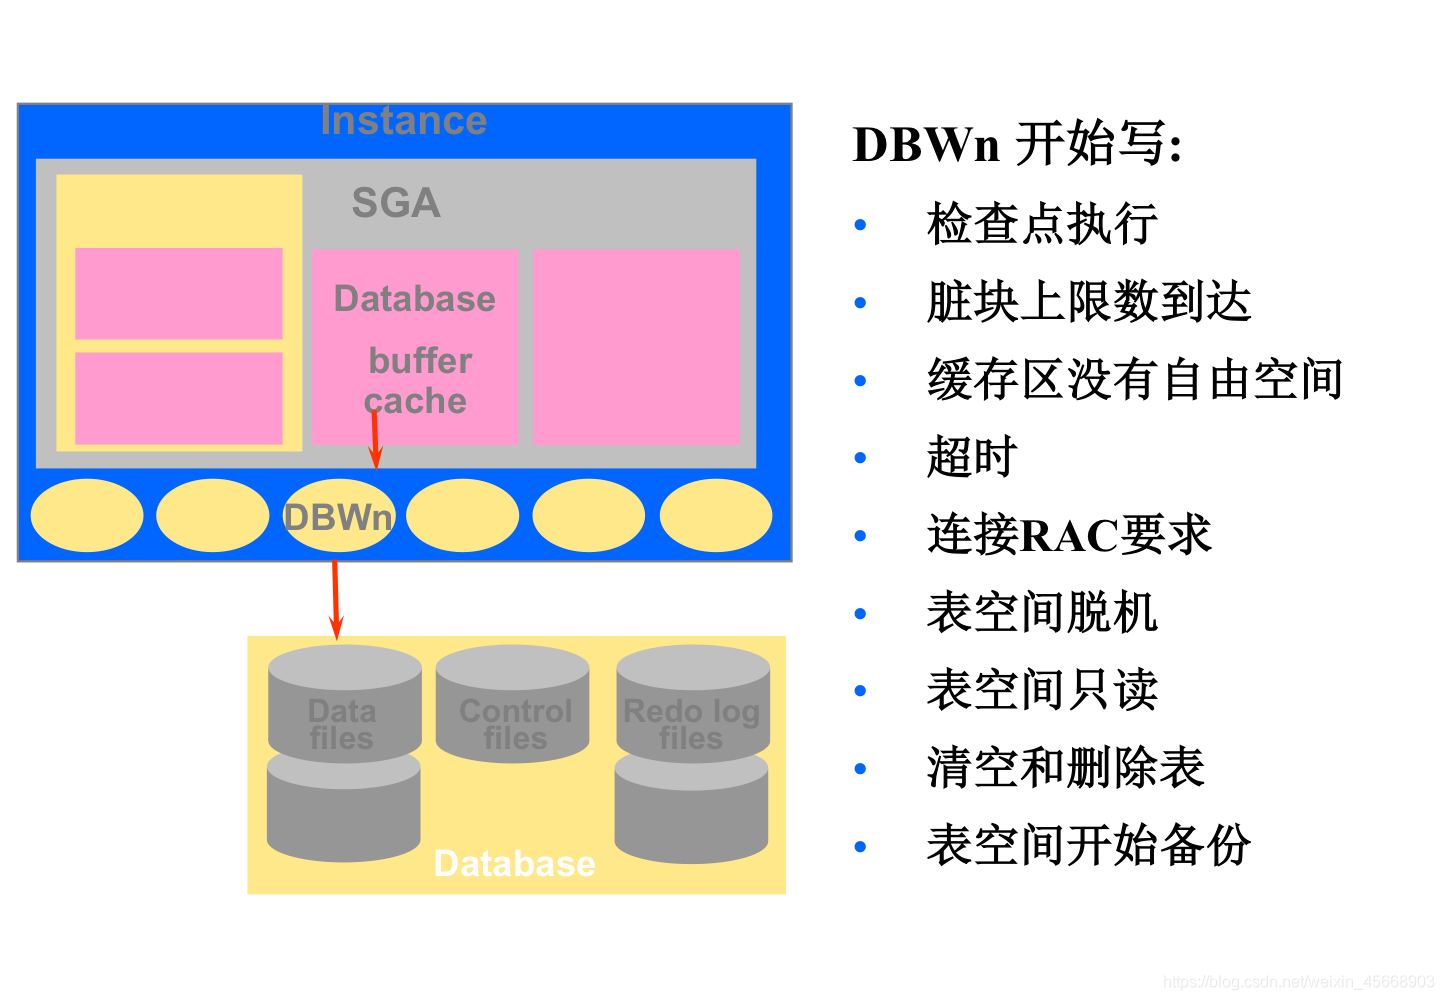 Instance
SGA
Database
buffer
cache
DBWn
Data
files
Control
files
Redo log
files
Database
DBWn 开始写:
• 检查点执行
• 脏块上限数到达
• 缓存区没有自由空间
• 超时
• 连接RAC要求
• 表空间脱机
• 表空间只读
• 清空和删除表
• 表空间开始备份
https://blog.csdn.net/weixin_45668903